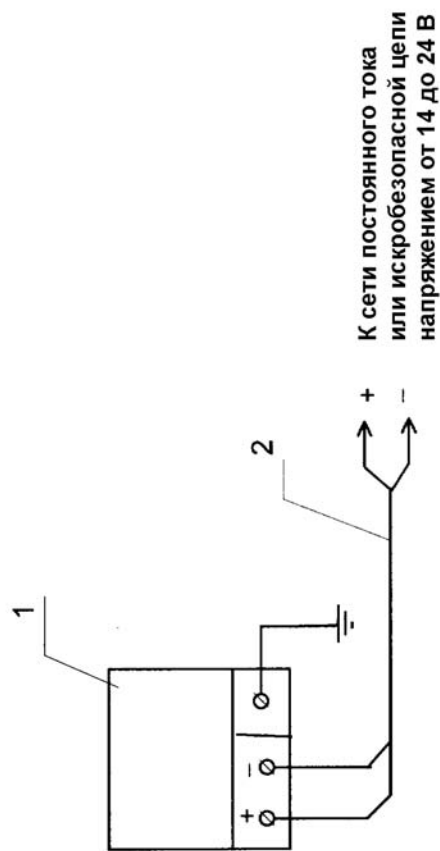 1
2
+
–
К сети постоянного тока
или искробезопасной цепи
напряжением от 14 до 24 В
+
–